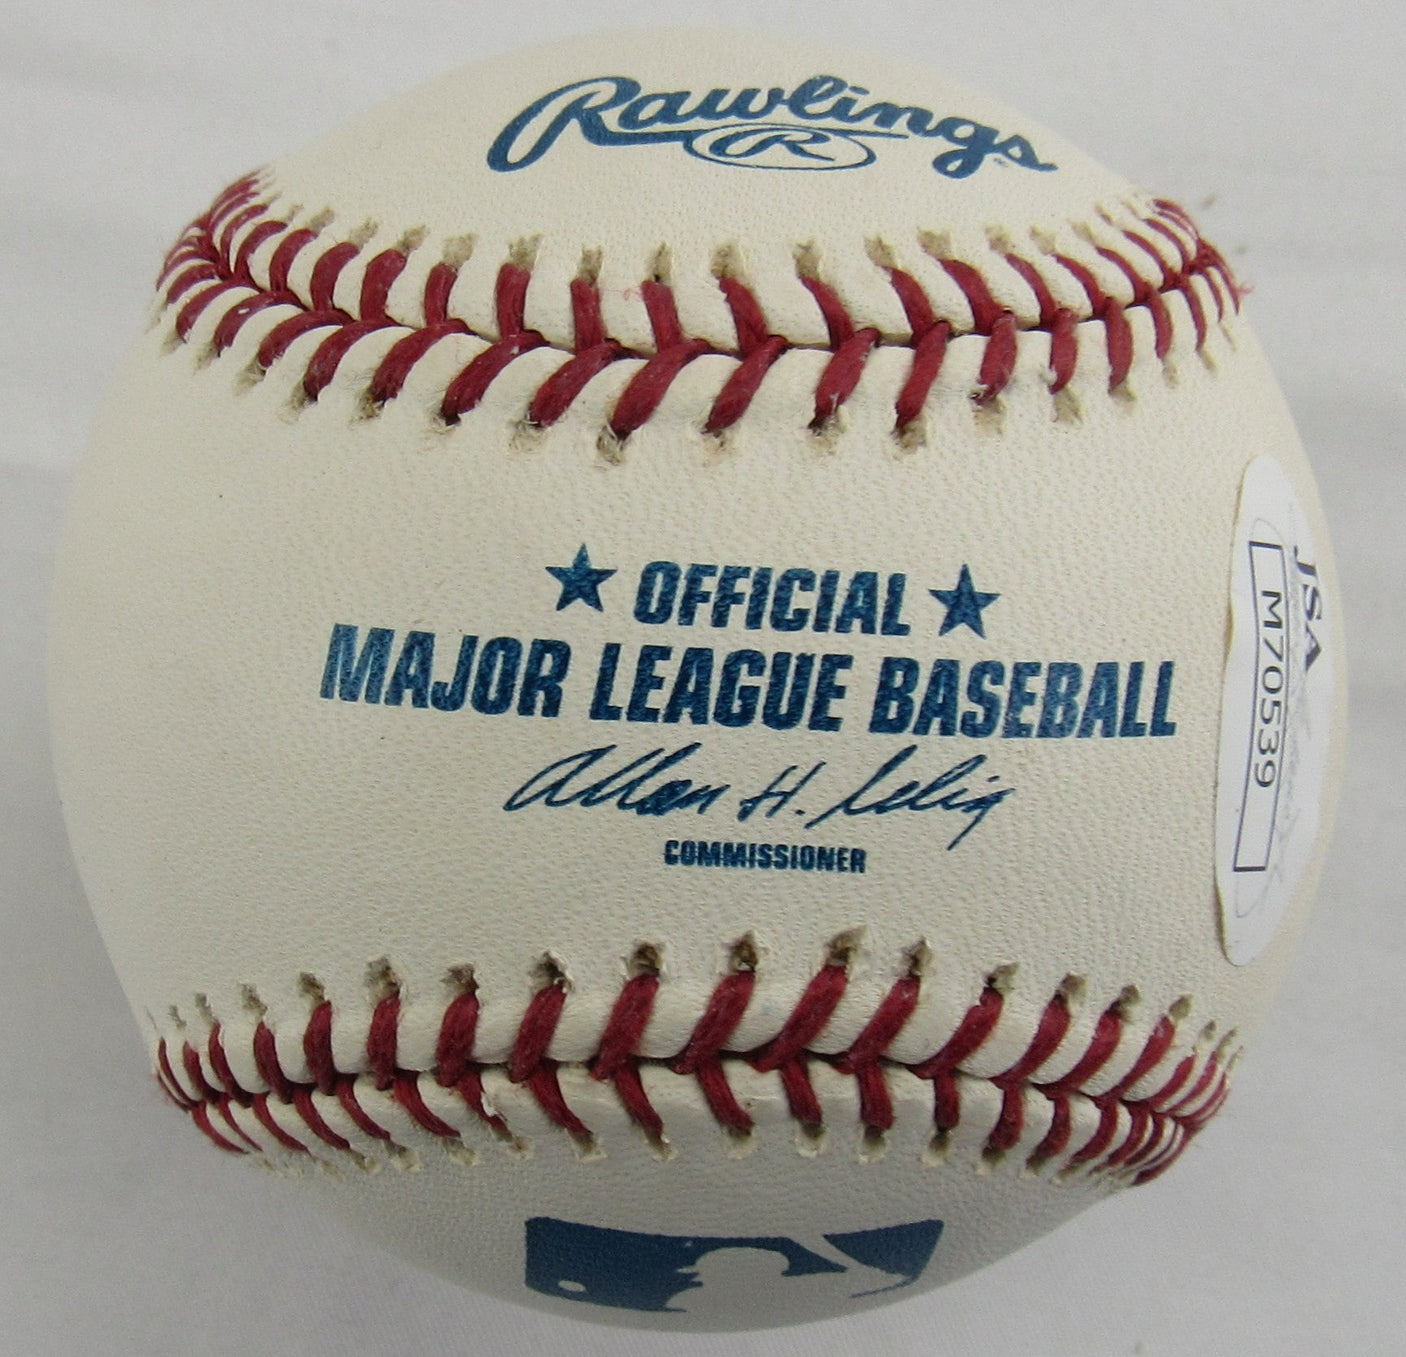 Rawlings
R
OFFICIAL
MAJOR LEAGUE BASEBALL
Allan H. Selig
COMMISSIONER
JSA
M70539